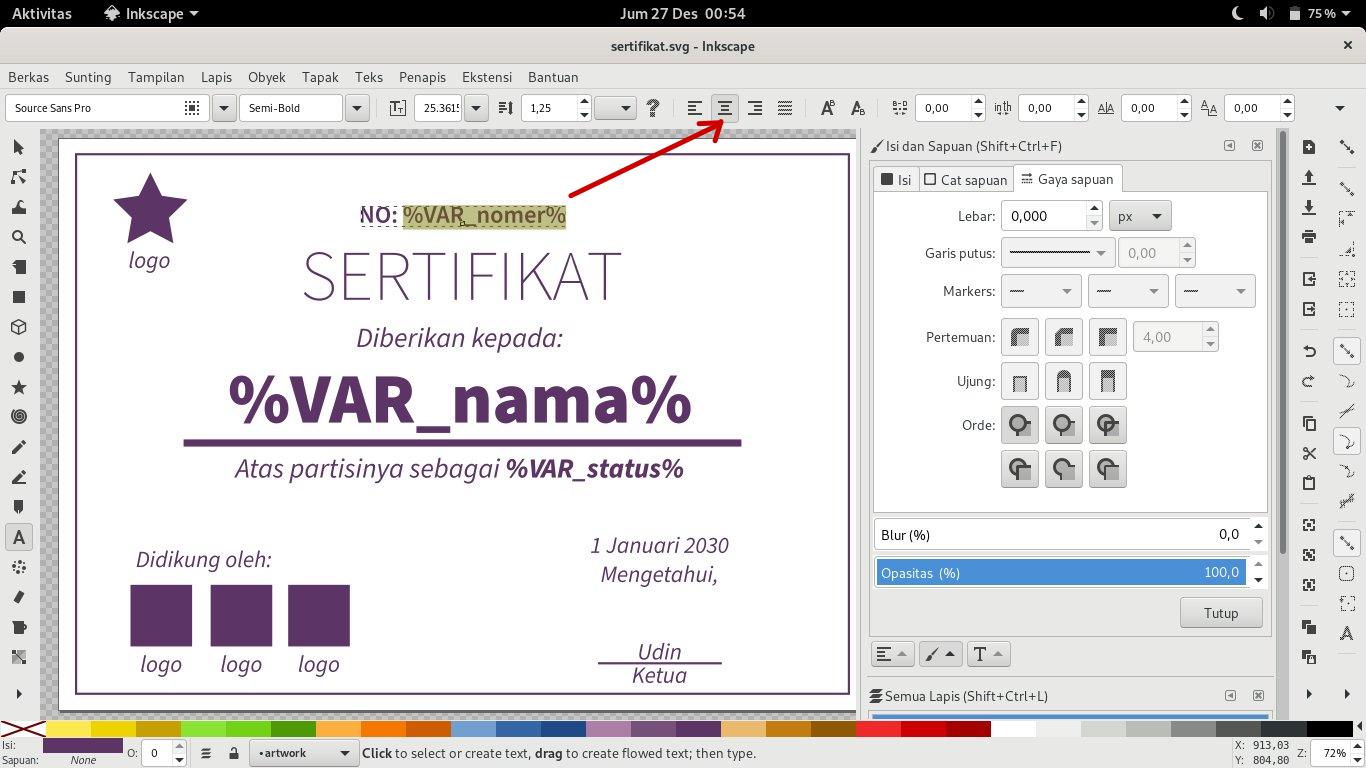 Aktivitas Inkscape Jum 27 Des 00:54 75 %
sertifikat.svg - Inkscape
Berkas Sunting Tampilan Lapis Obyek Tapak Teks Penapis Ekstensi Bantuan
Source Sans Pro Semi-Bold 25.361 1,25 0,00 0,00 0,00 0,00
Isi dan Sapuan (Shift+Ctrl+F)
Isi Cat sapuan Gaya sapuan
Lebar: 0,000 px
Garis putus: 0,00
Markers:
Pertemuan: 4,00
Ujung:
Orde:
Blur (%) 0,0
Opasitas (%) 100,0
Tutup
Semua Lapis (Shift+Ctrl+L)
logo
NO: %VAR_nomer%
SERTIFIKAT
Diberikan kepada:
%VAR_nama%
Atas partisinya sebagai %VAR_status%
Didikung oleh:
logo logo logo
1 Januari 2030
Mengetahui,
Udin
Ketua
Isi:
Sapuan: None
O: 0
•artwork
Click to select or create text, drag to create flowed text; then type.
X: 913,03
Y: 804,80
Z: 72%